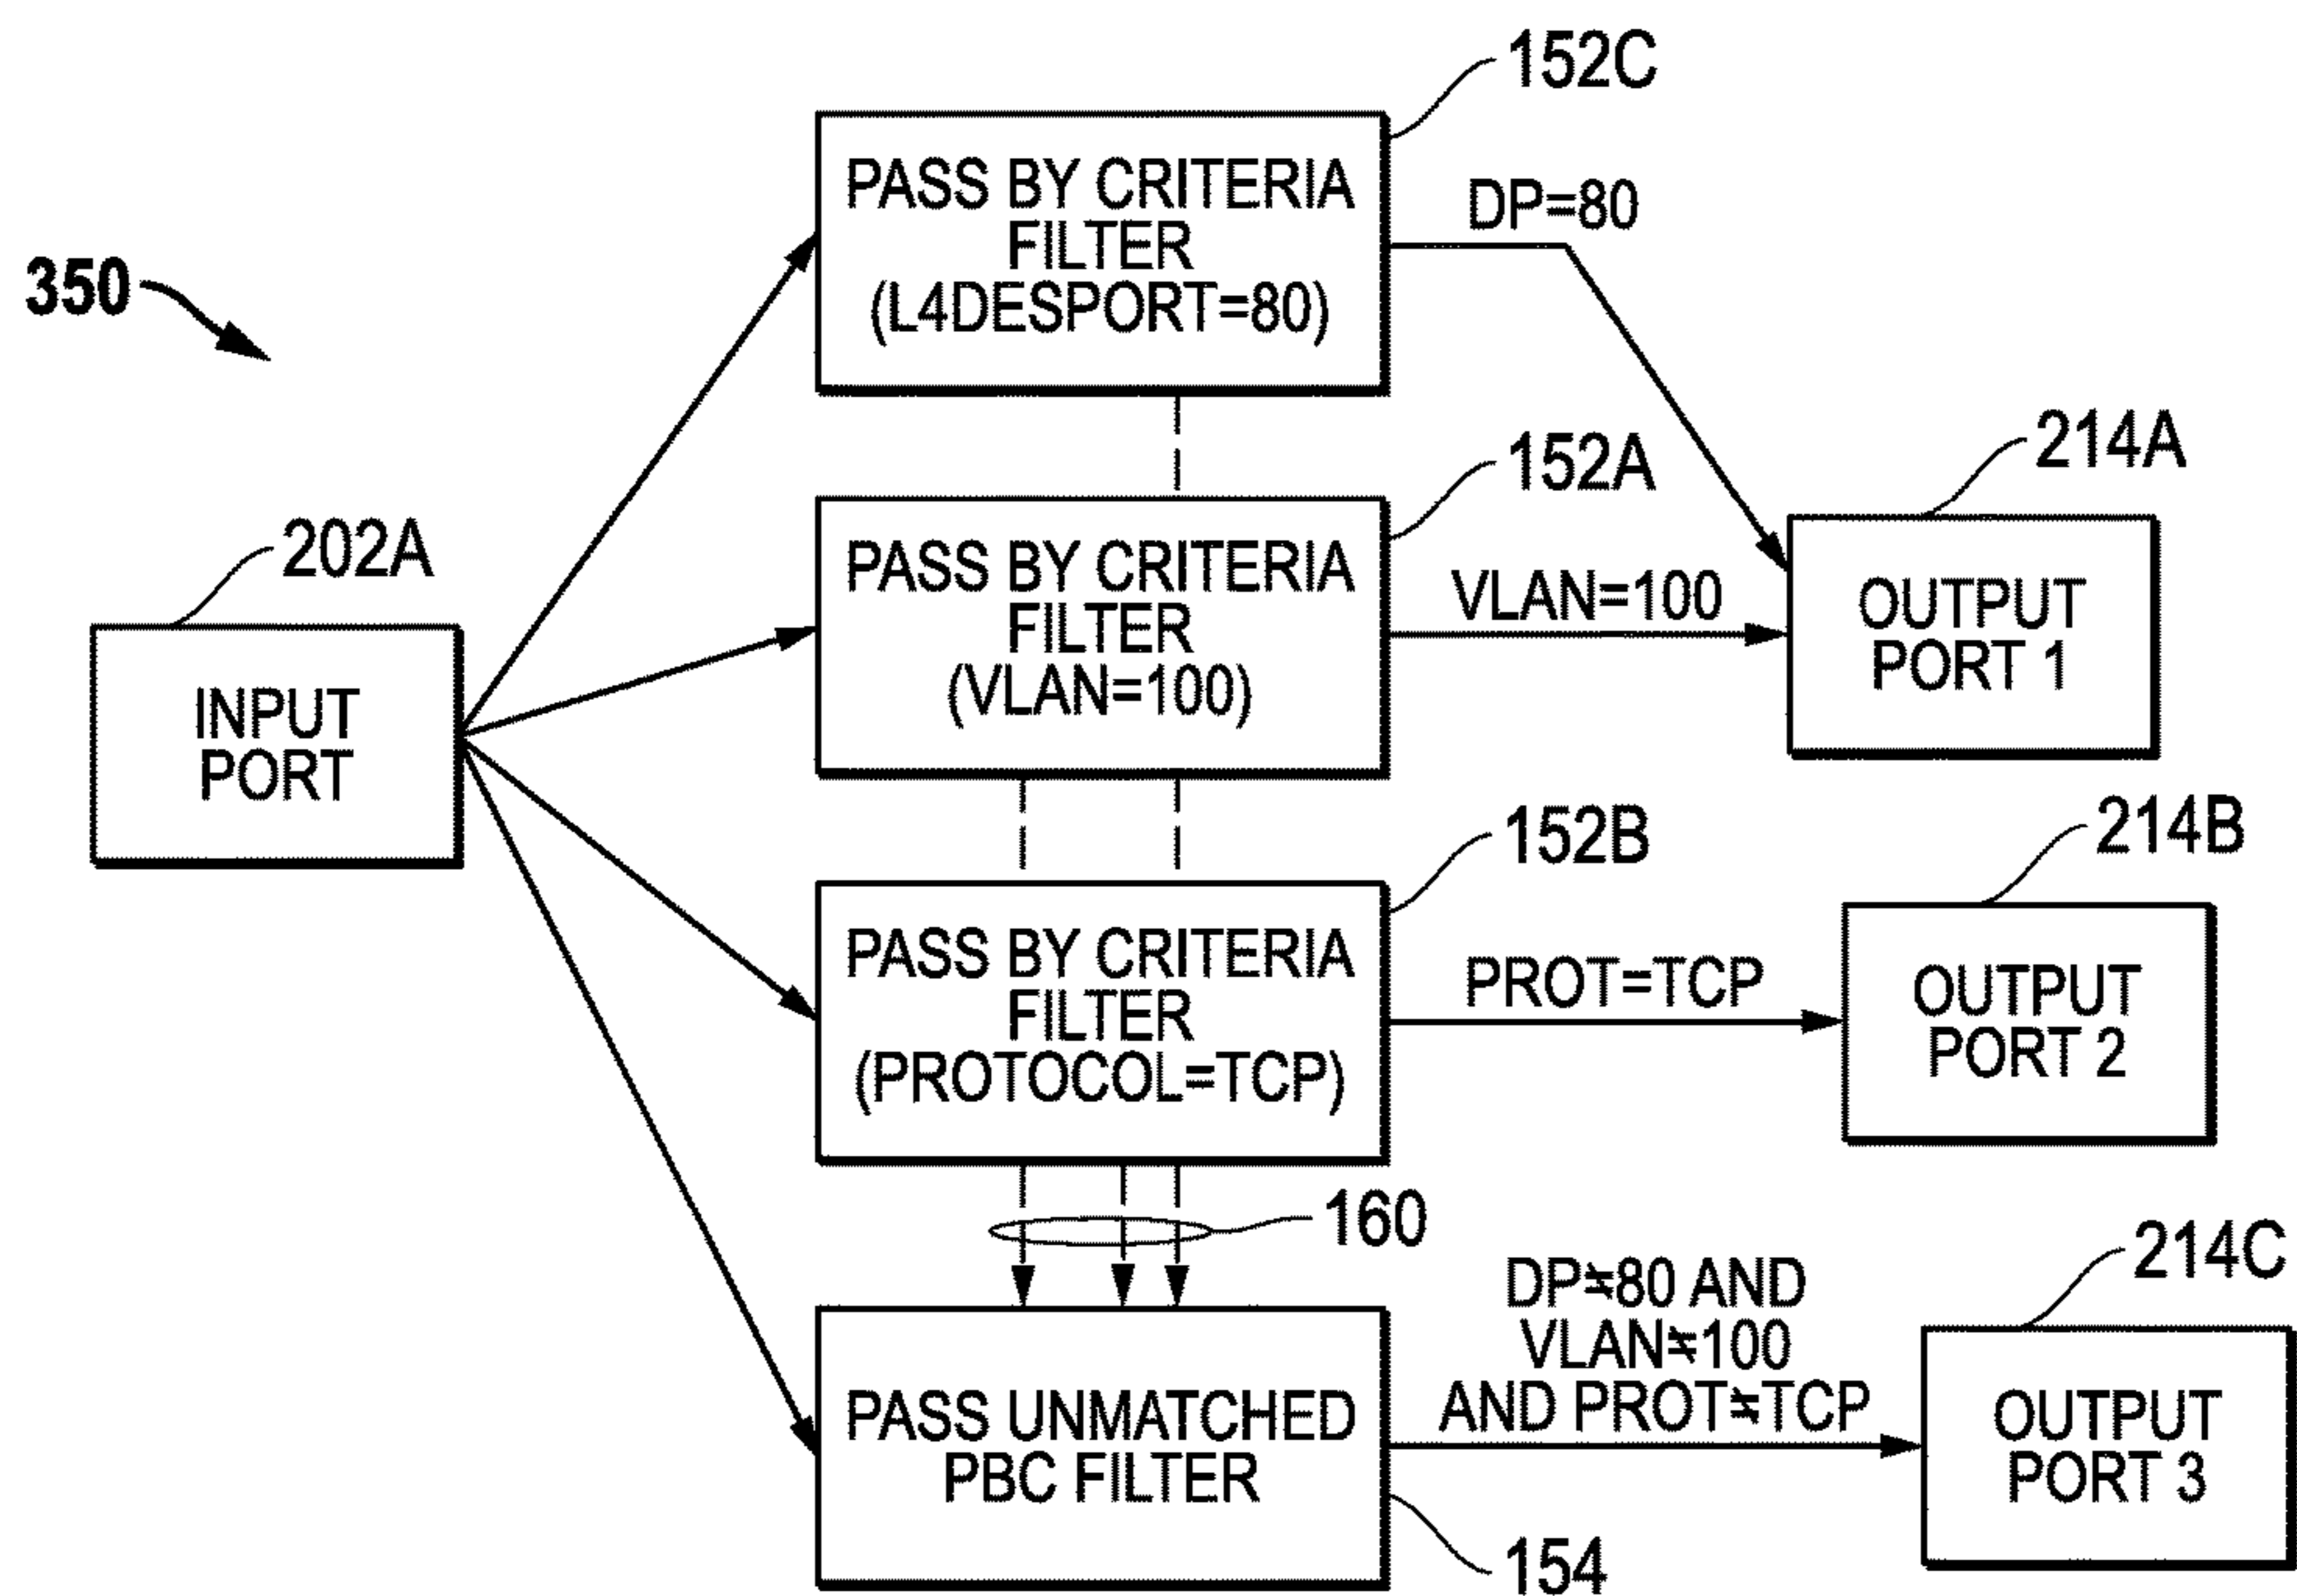 152C
PASS BY CRITERIA
FILTER
(L4DESPORT=80)
DP=80
350
214A
152A
202A
PASS BY CRITERIA
FILTER
(VLAN=100)
VLAN=100
OUTPUT
PORT 1
INPUT
PORT
152B
214B
PASS BY CRITERIA
FILTER
(PROTOCOL=TCP)
PROT=TCP
OUTPUT
PORT 2
160
214C
DP≠80 AND
VLAN≠100
AND PROT≠TCP
PASS UNMATCHED
PBC FILTER
OUTPUT
PORT 3
154